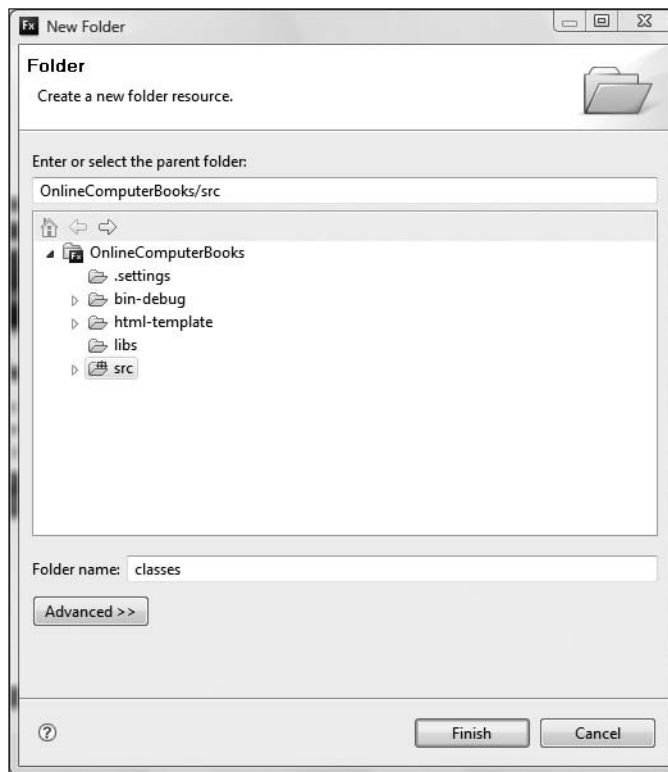 Fx New Folder
Folder
Create a new folder resource.
Enter or select the parent folder:
OnlineComputerBooks/src
Fx OnlineComputerBooks
.settings
bin-debug
html-template
libs
src
Folder name: classes
Advanced >>
? Finish Cancel